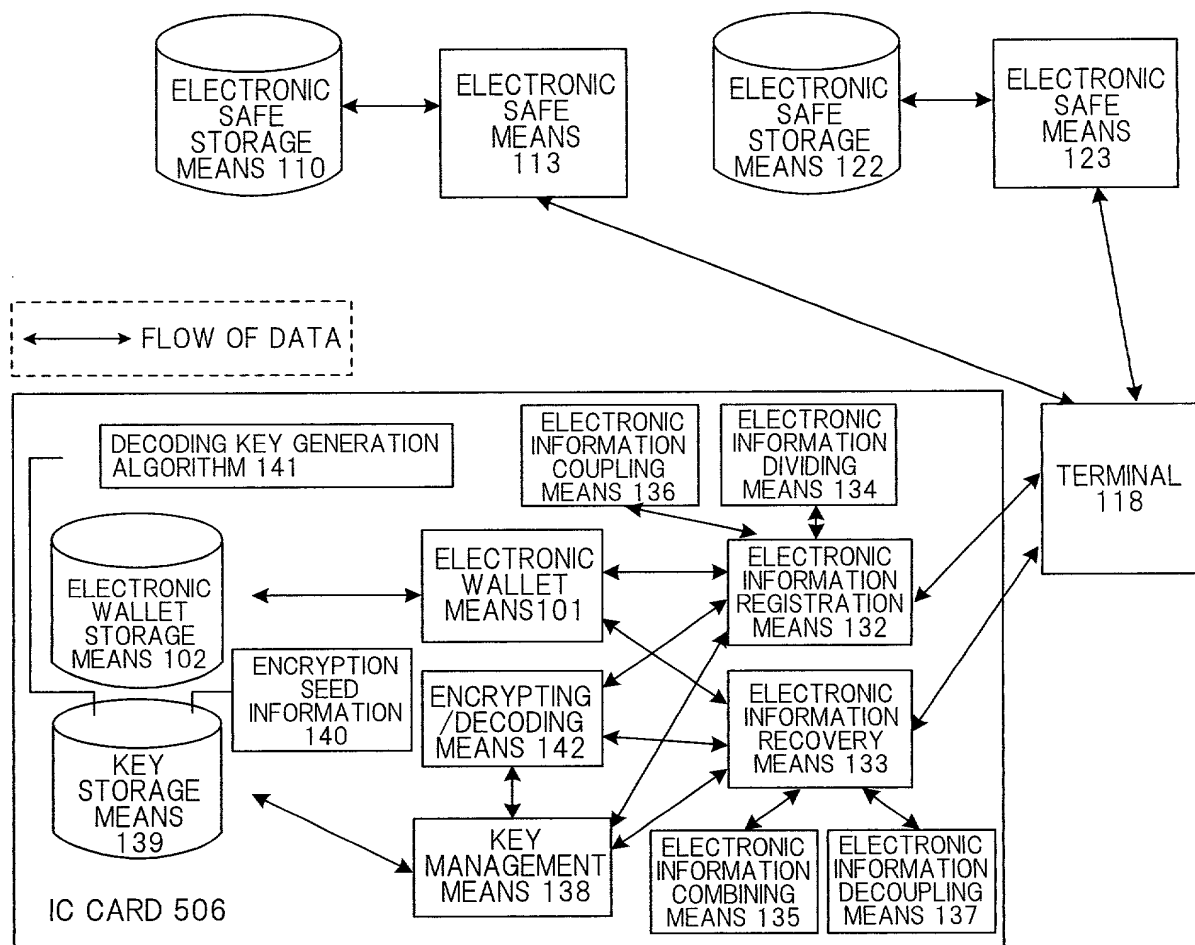 ELECTRONIC
SAFE
STORAGE
MEANS 110
ELECTRONIC
SAFE
MEANS
113
ELECTRONIC
SAFE
STORAGE
MEANS 122
ELECTRONIC
SAFE
MEANS
123
FLOW OF DATA
DECODING KEY GENERATION
ALGORITHM 141
ELECTRONIC
INFORMATION
COUPLING
MEANS 136
ELECTRONIC
INFORMATION
DIVIDING
MEANS 134
TERMINAL
118
ELECTRONIC
WALLET
STORAGE
MEANS 102
ELECTRONIC
WALLET
MEANS101
ELECTRONIC
INFORMATION
REGISTRATION
MEANS 132
ENCRYPTION
SEED
INFORMATION
140
ENCRYPTING
/DECODING
MEANS 142
ELECTRONIC
INFORMATION
RECOVERY
MEANS 133
KEY
STORAGE
MEANS
139
KEY
MANAGEMENT
MEANS 138
ELECTRONIC
INFORMATION
COMBINING
MEANS 135
ELECTRONIC
INFORMATION
DECOUPLING
MEANS 137
IC CARD 506